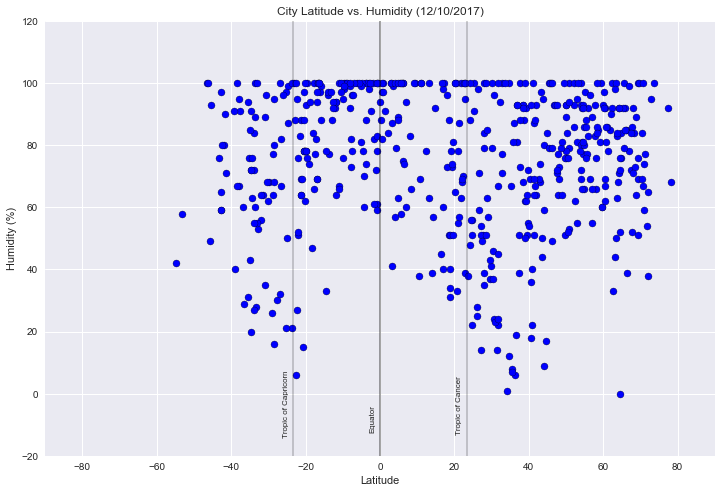 City Latitude vs. Humidity (12/10/2017)
120
100
80
60
40
20
0
−20
Humidity (%)
Tropic of Capricorn
Equator
Tropic of Cancer
−80
−60
−40
−20
0
20
40
60
80
Latitude